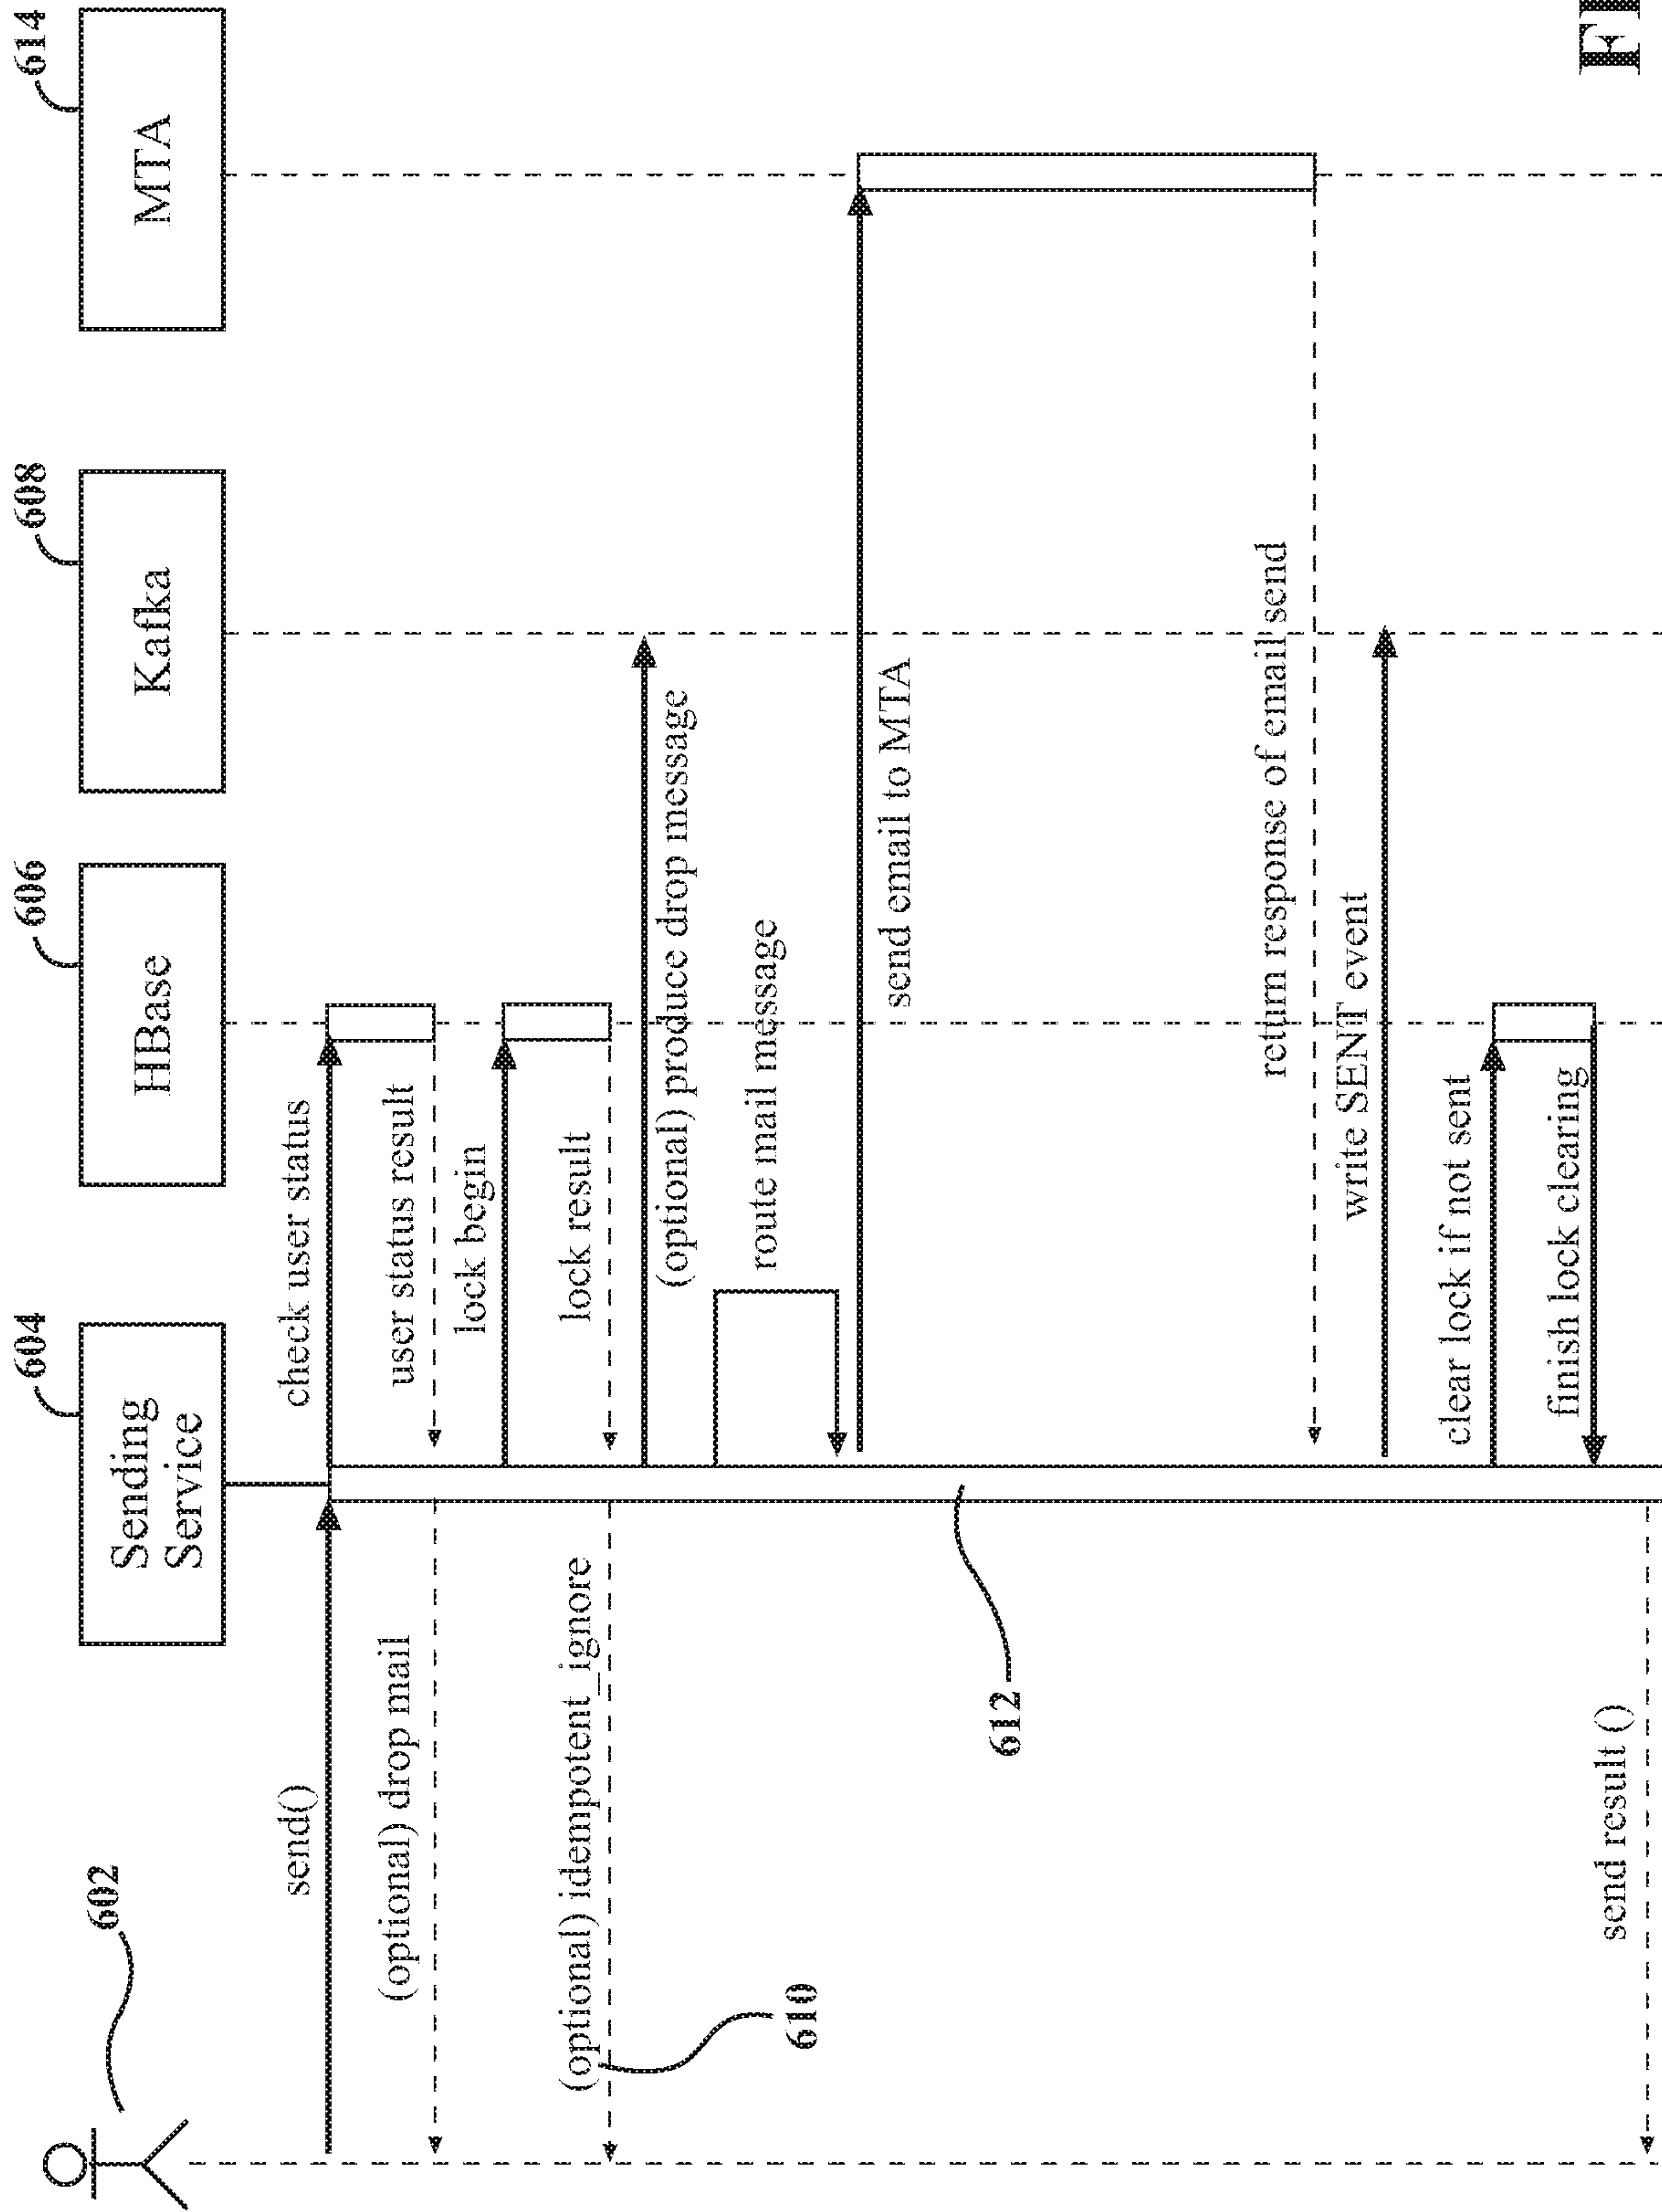 602
604
606
608
614
Sending
Service
HBase
Kafka
MTA
send()
check user status
(optional) drop mail
user status result
lock begin
(optional) idempotent_ignore
lock result
(optional) produce drop message
610
route mail message
send email to MTA
612
return response of email send
write SENT event
clear lock if not sent
finish lock clearing
send result ()